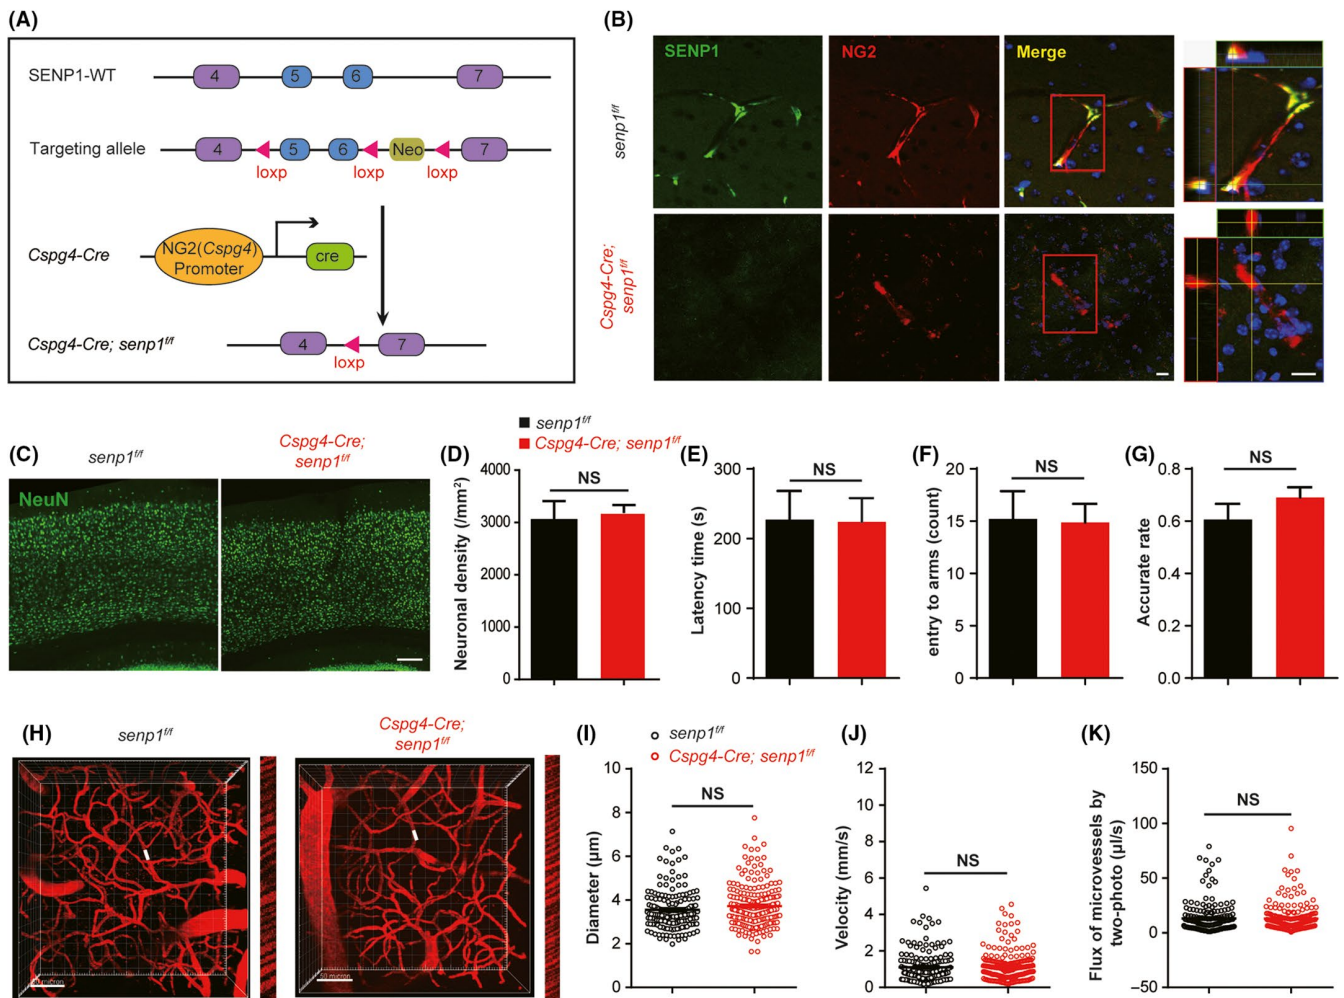 (A)
SENP1-WT
4 5 6 7
Targeting allele
4 5 6 Neo 7
loxp loxp loxp
Cspg4-Cre
NG2(Cspg4)
Promoter
cre
Cspg4-Cre; senp1f/f
4 7
loxp
(B)
SENP1 NG2 Merge
senp1f/f
Cspg4-Cre;
senp1f/f
(C)
senp1f/f
Cspg4-Cre;
senp1f/f
NeuN
senp1f/f
Cspg4-Cre; senp1f/f
(D)
Neuronal density (/mm²)
4000
3000
2000
1000
0
NS
(E)
Latency time (s)
300
200
100
0
NS
(F)
entry to arms (count)
20
15
10
5
0
NS
(G)
Accurate rate
0.8
0.6
0.4
0.2
0.0
NS
(H)
senp1f/f
Cspg4-Cre;
senp1f/f
50 micron
(I)
senp1f/f
Cspg4-Cre; senp1f/f
Diameter (μm)
10
8
6
4
2
0
NS
(J)
Velocity (mm/s)
12
10
8
6
4
2
0
NS
(K)
Flux of microvessels by
two-photo (μl/s)
150
100
50
0
–50
NS